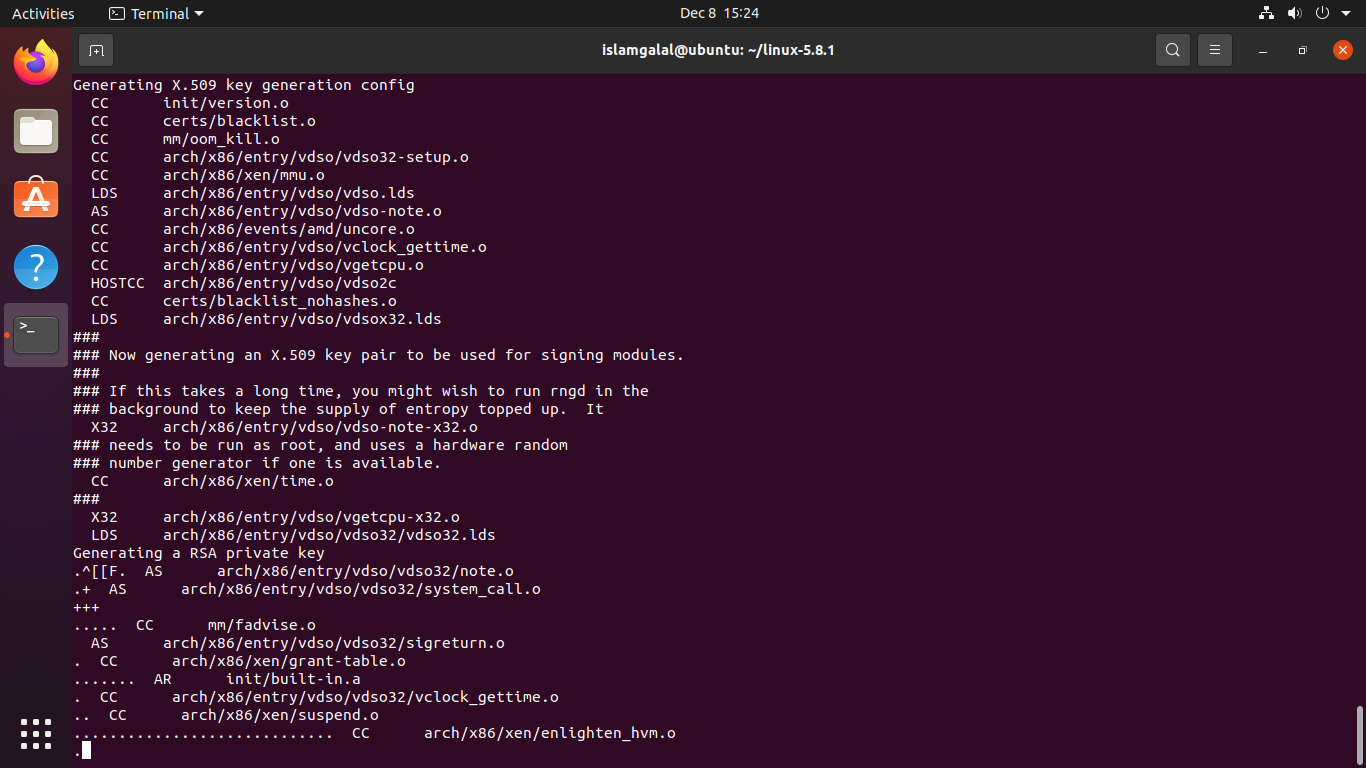 Activities Terminal Dec 8 15:24
islamgalal@ubuntu: ~/linux-5.8.1
Generating X.509 key generation config
  CC      init/version.o
  CC      certs/blacklist.o
  CC      mm/oom_kill.o
  CC      arch/x86/entry/vdso/vdso32-setup.o
  CC      arch/x86/xen/mmu.o
  LDS     arch/x86/entry/vdso/vdso.lds
  AS      arch/x86/entry/vdso/vdso-note.o
  CC      arch/x86/events/amd/uncore.o
  CC      arch/x86/entry/vdso/vclock_gettime.o
  CC      arch/x86/entry/vdso/vgetcpu.o
  HOSTCC  arch/x86/entry/vdso/vdso2c
  CC      certs/blacklist_nohashes.o
  LDS     arch/x86/entry/vdso/vdsox32.lds
###
### Now generating an X.509 key pair to be used for signing modules.
###
### If this takes a long time, you might wish to run rngd in the
### background to keep the supply of entropy topped up.  It
  X32     arch/x86/entry/vdso/vdso-note-x32.o
### needs to be run as root, and uses a hardware random
### number generator if one is available.
  CC      arch/x86/xen/time.o
###
  X32     arch/x86/entry/vdso/vgetcpu-x32.o
  LDS     arch/x86/entry/vdso/vdso32/vdso32.lds
Generating a RSA private key
.^[[F.  AS      arch/x86/entry/vdso/vdso32/note.o
.+  AS      arch/x86/entry/vdso/vdso32/system_call.o
+++
.....  CC      mm/fadvise.o
  AS      arch/x86/entry/vdso/vdso32/sigreturn.o
.  CC      arch/x86/xen/grant-table.o
.......  AR      init/built-in.a
.  CC      arch/x86/entry/vdso/vdso32/vclock_gettime.o
..  CC      arch/x86/xen/suspend.o
.............................  CC      arch/x86/xen/enlighten_hvm.o
.